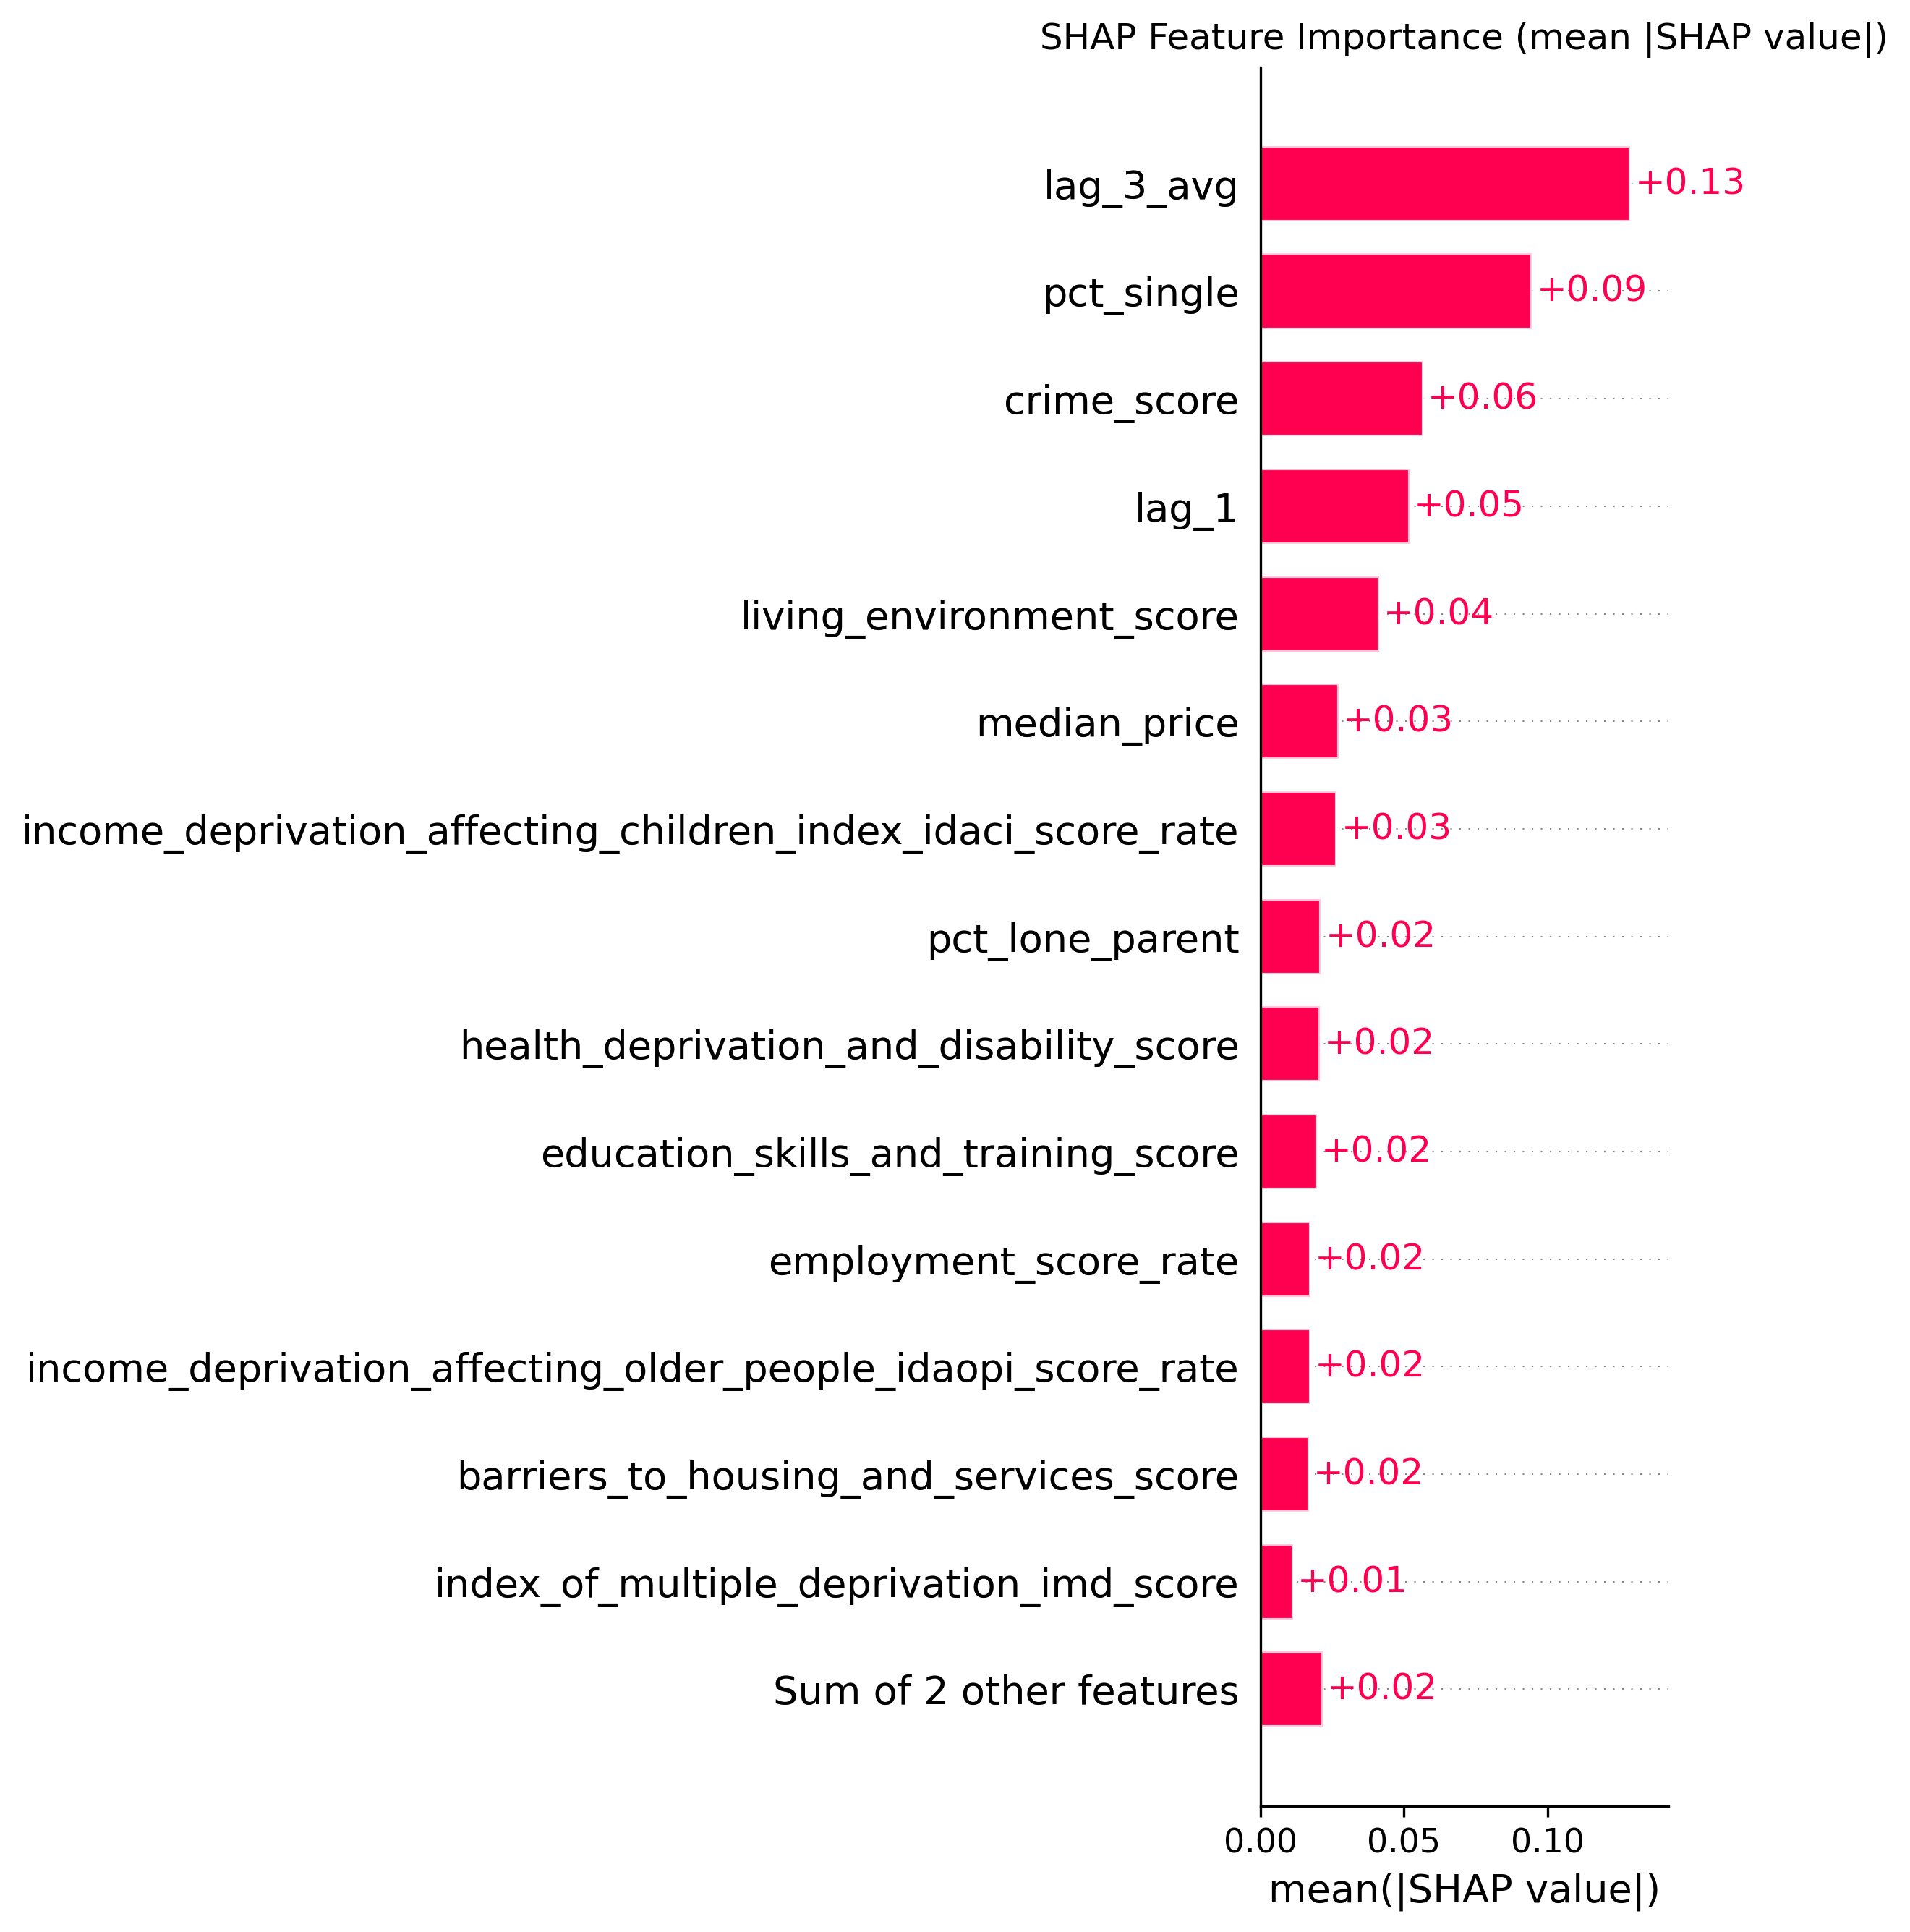 SHAP Feature Importance (mean |SHAP value|)
lag_3_avg +0.13
pct_single +0.09
crime_score +0.06
lag_1 +0.05
living_environment_score +0.04
median_price +0.03
income_deprivation_affecting_children_index_idaci_score_rate +0.03
pct_lone_parent +0.02
health_deprivation_and_disability_score +0.02
education_skills_and_training_score +0.02
employment_score_rate +0.02
income_deprivation_affecting_older_people_idaopi_score_rate +0.02
barriers_to_housing_and_services_score +0.02
index_of_multiple_deprivation_imd_score +0.01
Sum of 2 other features +0.02
0.00 0.05 0.10
mean(|SHAP value|)